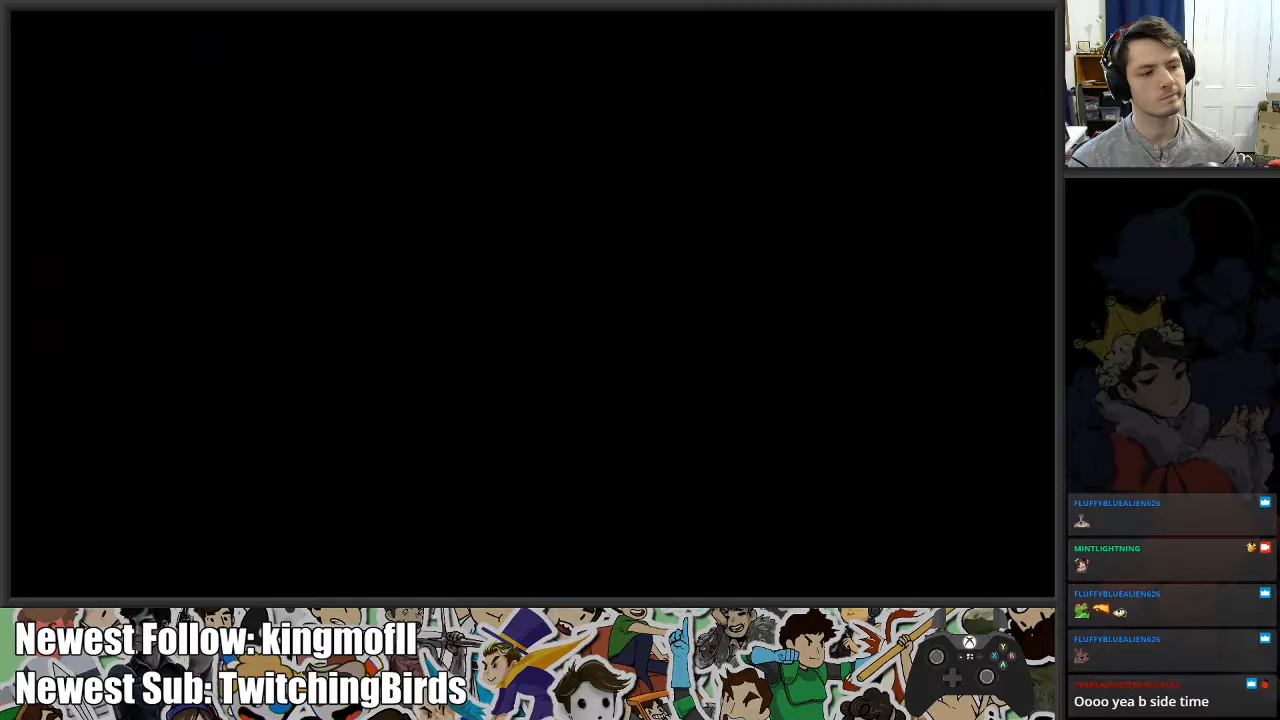 FLUFFYBLUEALIEN626
MINTLIGHTNING
FLUFFYBLUEALIEN626
FLUFFYBLUEALIEN626
Oooo yea b side time
Newest Follow: kingmofll
Newest Sub: TwitchingBirds
Y
X
B
A